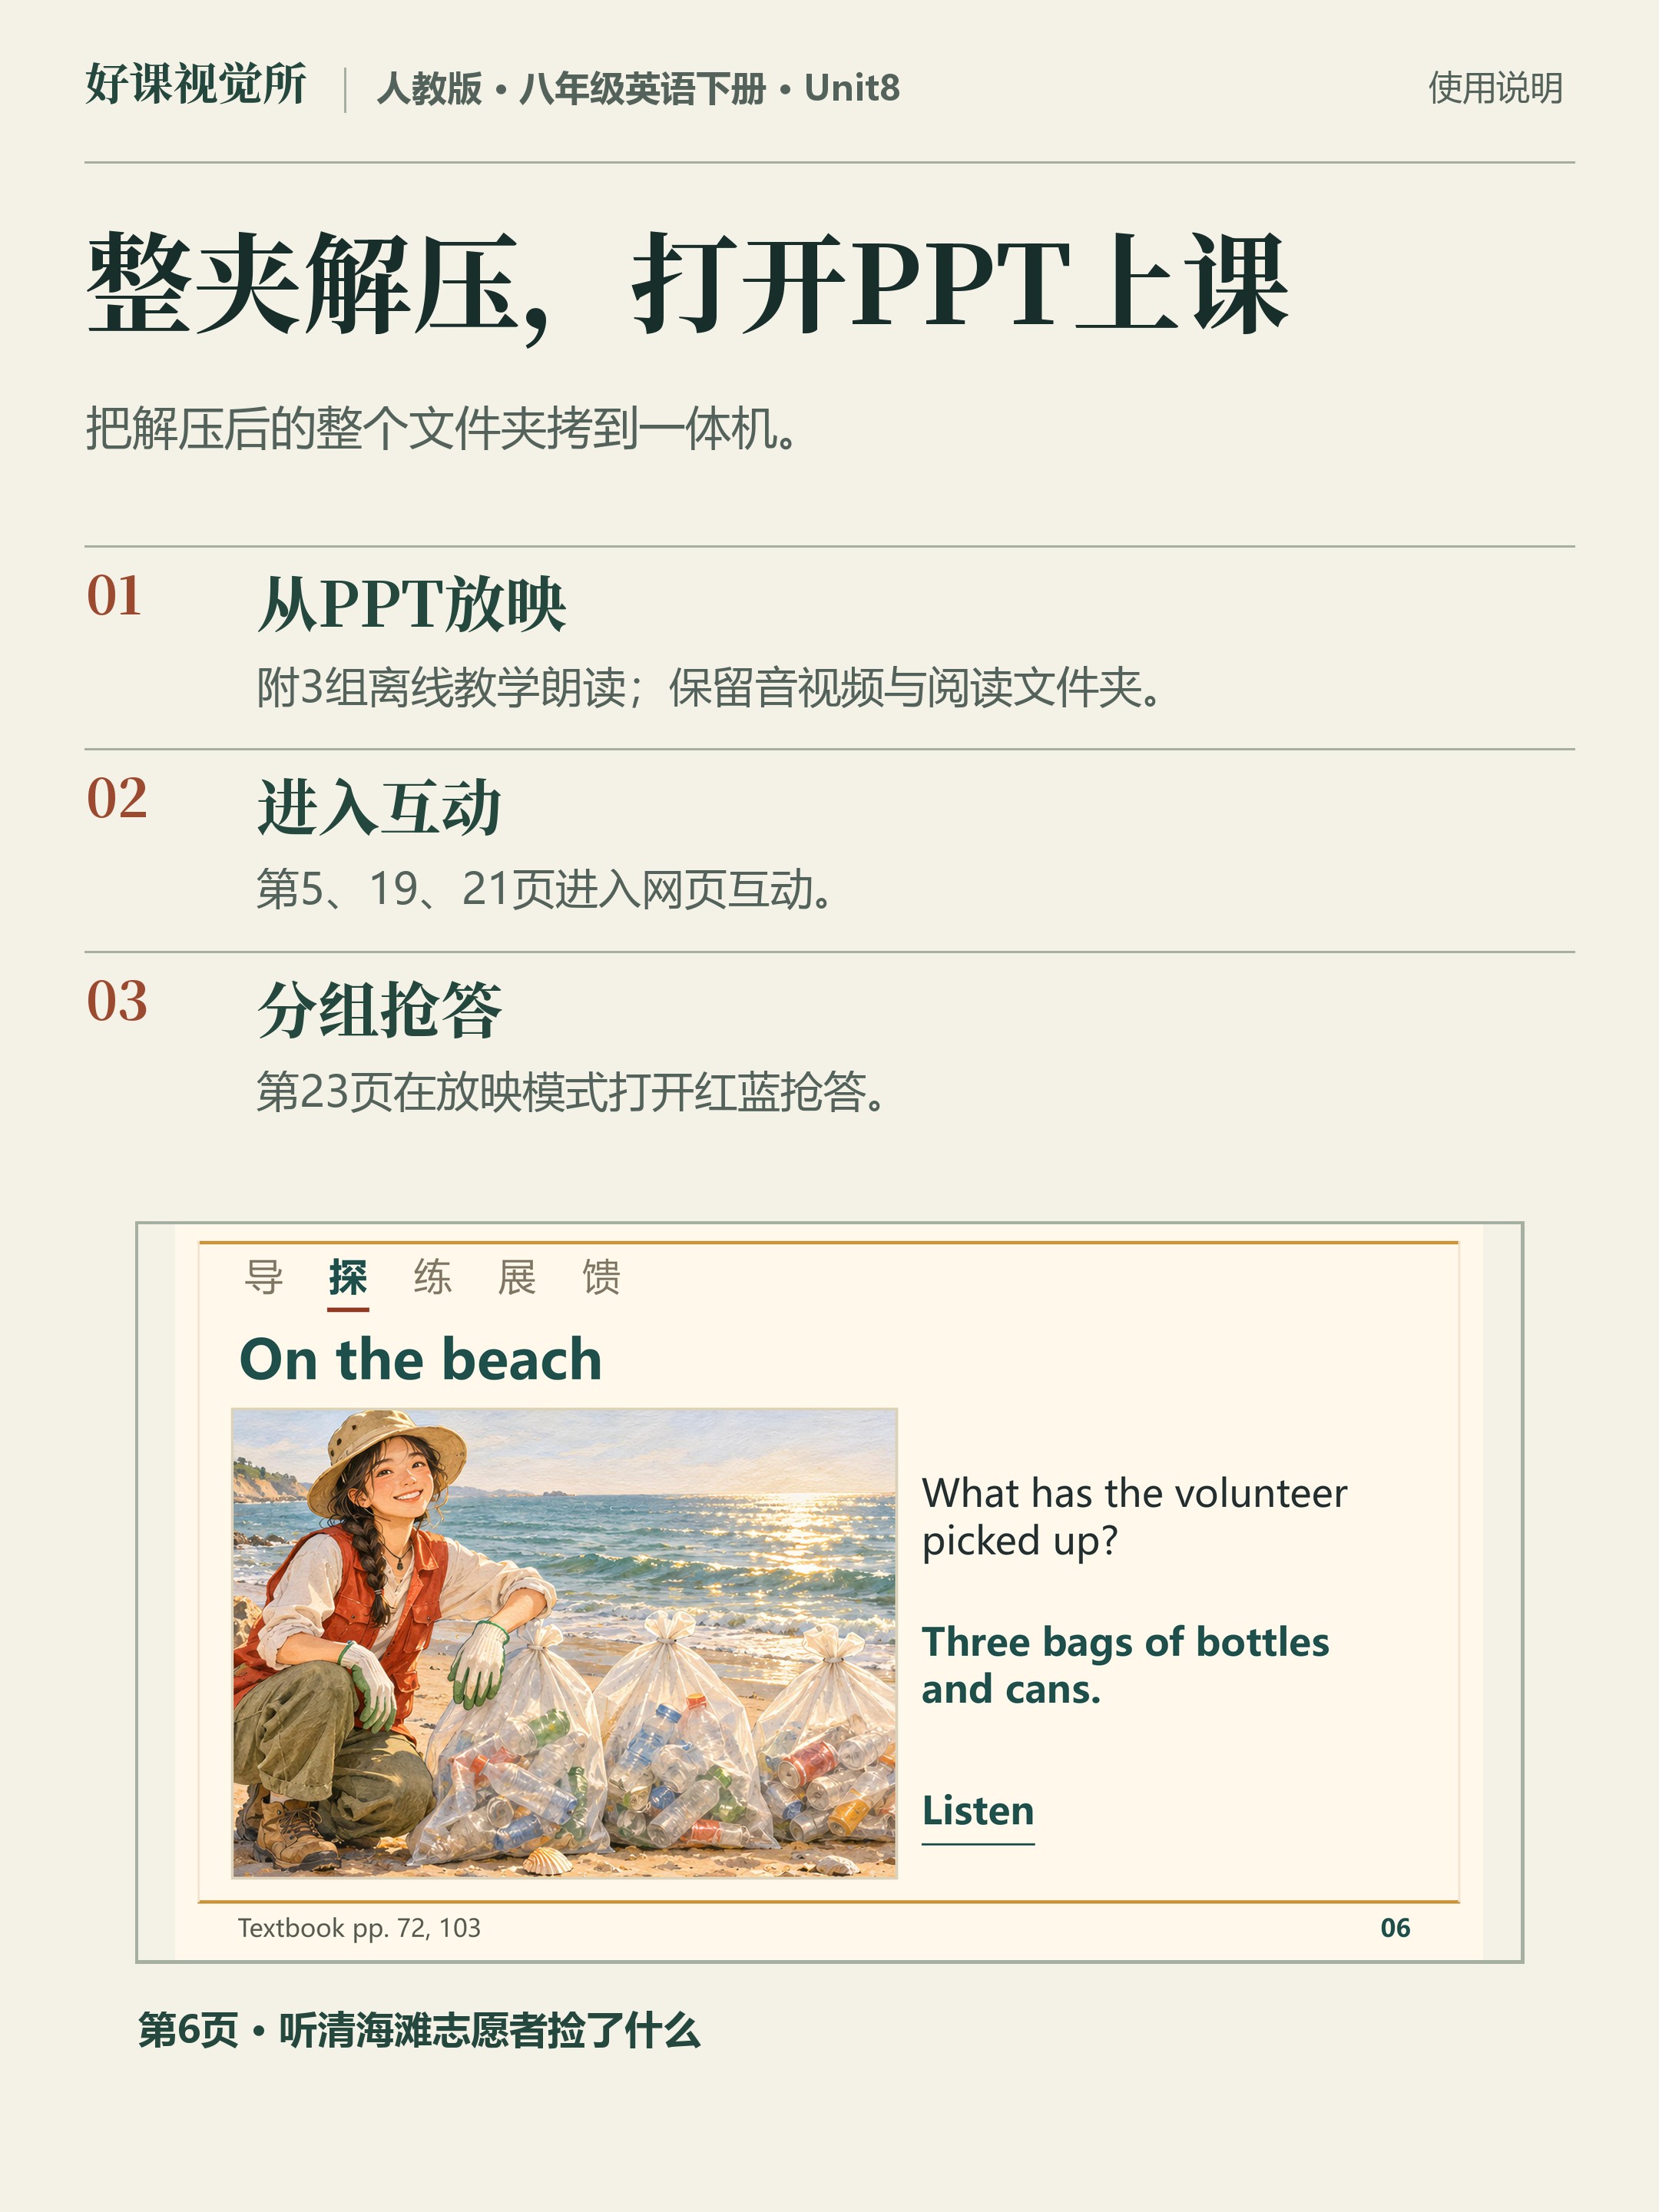 好课视觉所
人教版·八年级英语下册·Unit8
使用说明
整夹解压，打开PPT上课
把解压后的整个文件夹拷到一体机。
01
从PPT放映
附3组离线教学朗读；保留音视频与阅读文件夹。
02
进入互动
第5、19、21页进入网页互动。
03
分组抢答
第23页在放映模式打开红蓝抢答。
导 探 练 展 馈
On the beach
What has the volunteer
picked up?
Three bags of bottles
and cans.
Listen
Textbook pp. 72, 103
06
第6页·听清海滩志愿者捡了什么